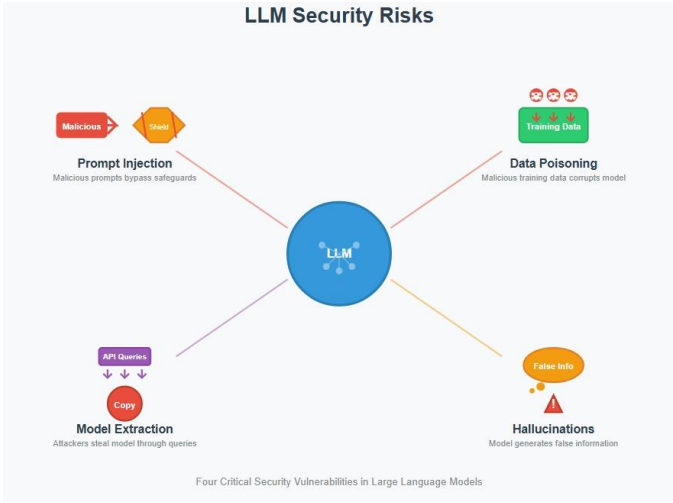 LLM Security Risks
Malicious
Shield
Prompt Injection
Malicious prompts bypass safeguards
Training Data
Data Poisoning
Malicious training data corrupts model
LLM
API Queries
Copy
Model Extraction
Attackers steal model through queries
False Info
!
Hallucinations
Model generates false information
Four Critical Security Vulnerabilities in Large Language Models